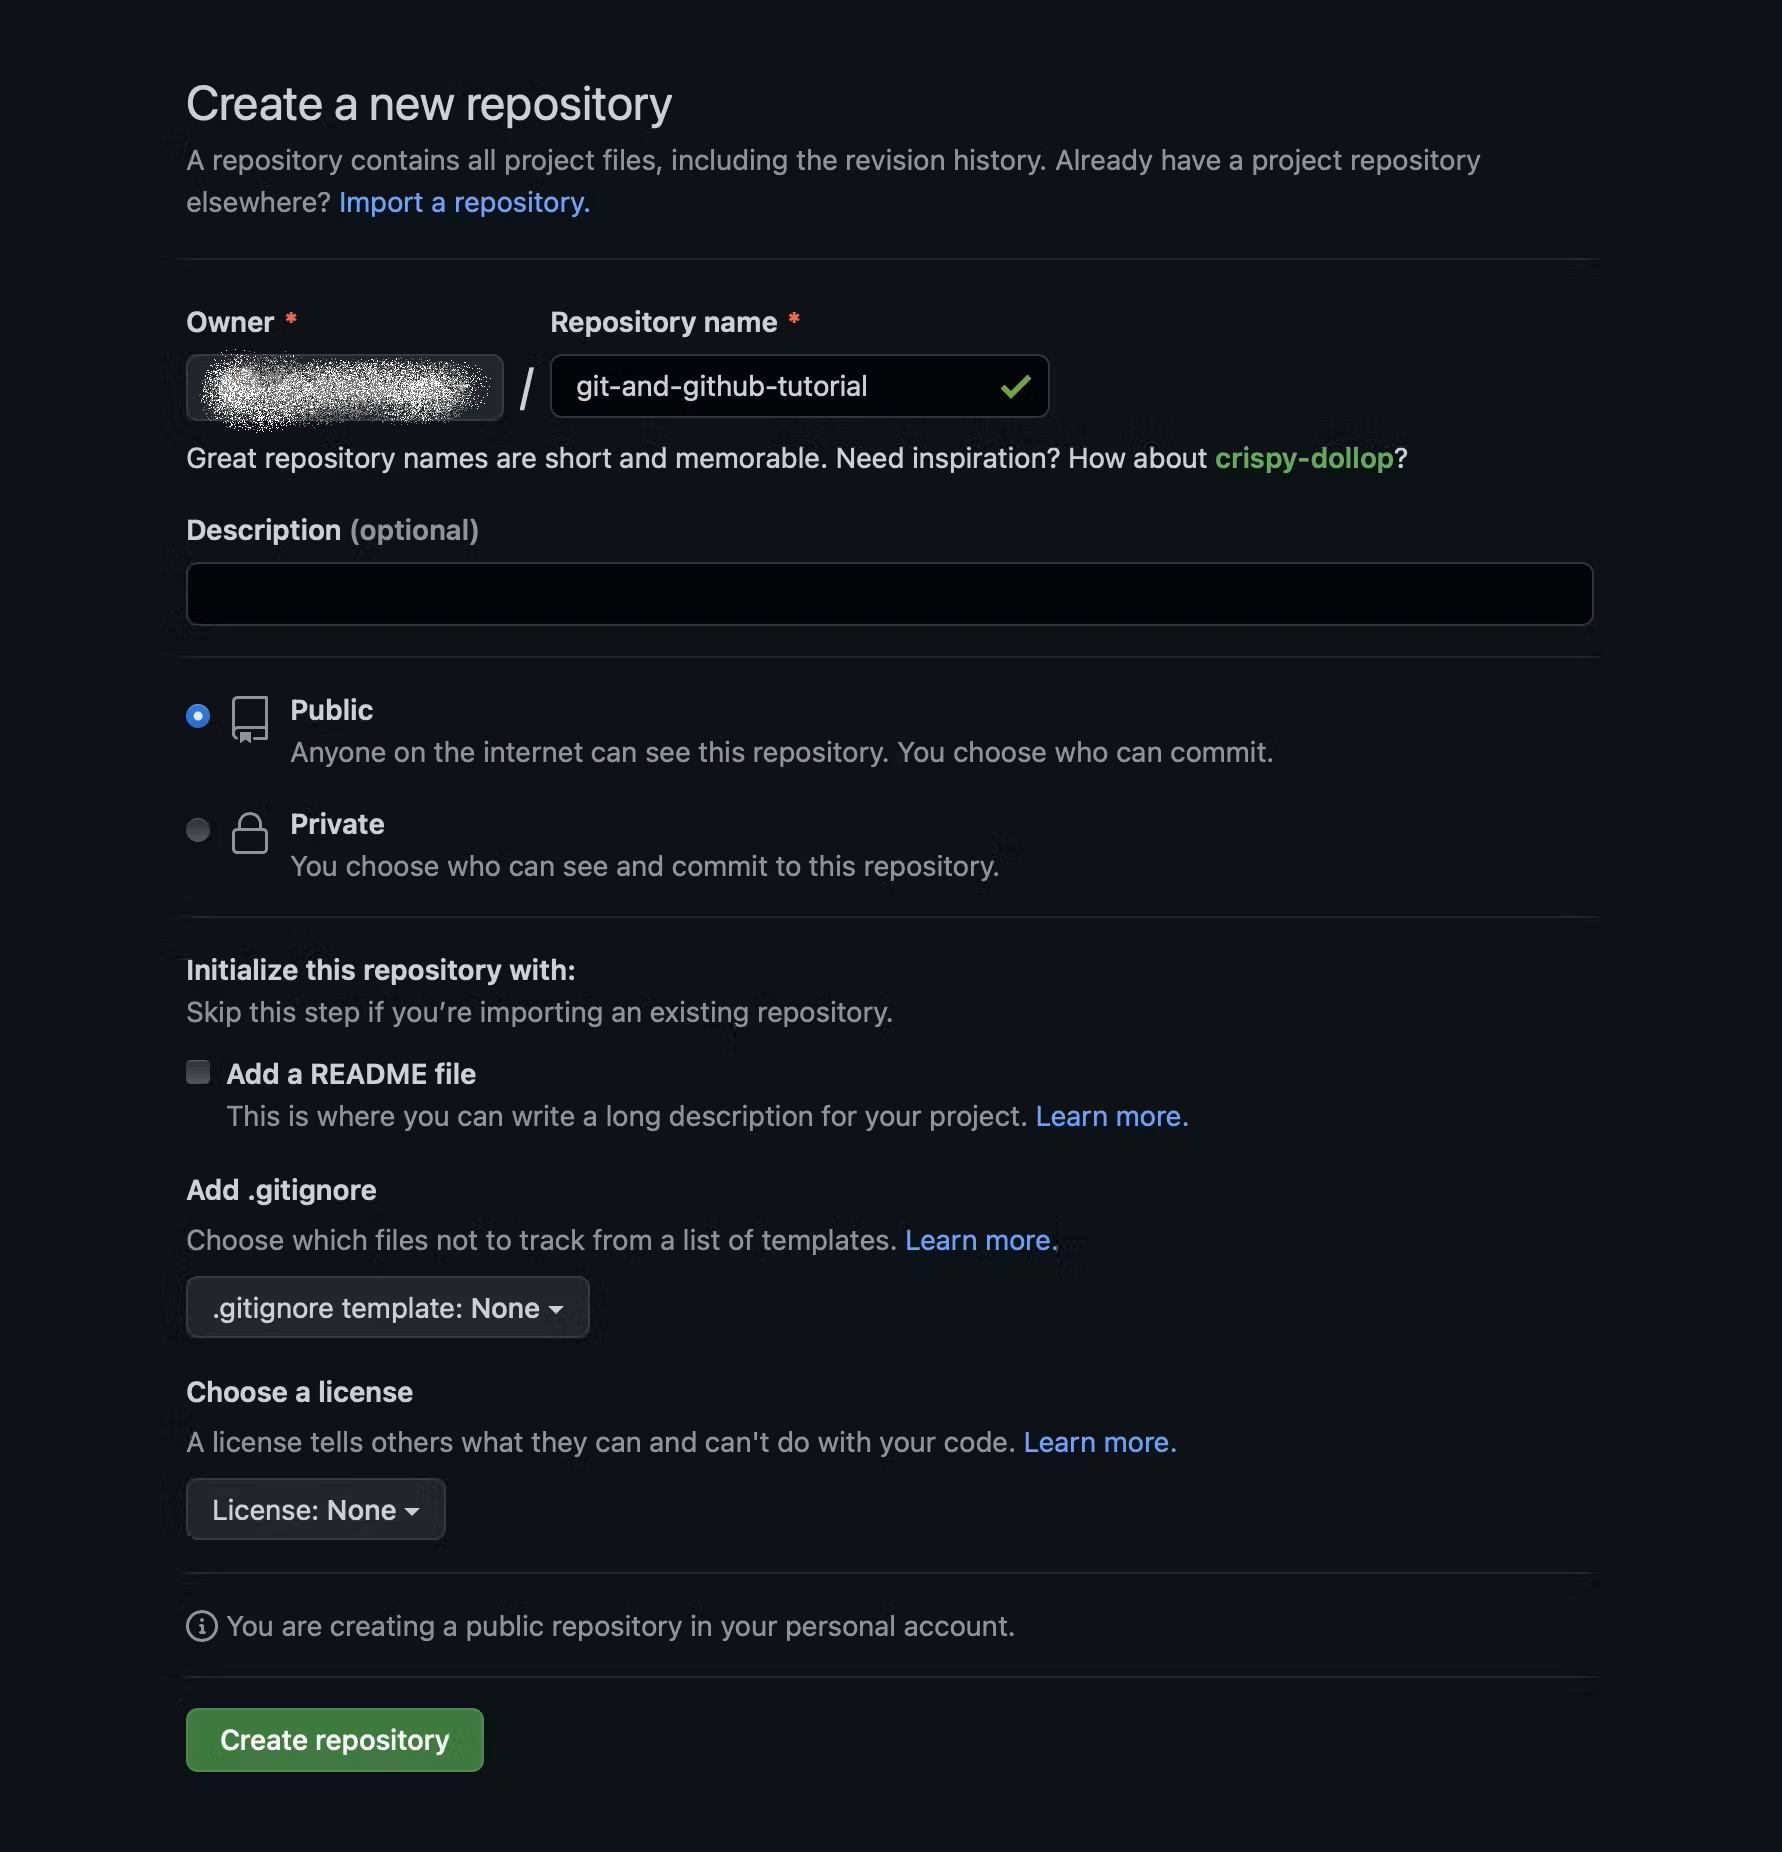 Create a new repository
A repository contains all project files, including the revision history. Already have a project repository
elsewhere? Import a repository.
Owner * Repository name *
/ git-and-github-tutorial
Great repository names are short and memorable. Need inspiration? How about crispy-dollop?
Description (optional)
Public
Anyone on the internet can see this repository. You choose who can commit.
Private
You choose who can see and commit to this repository.
Initialize this repository with:
Skip this step if you’re importing an existing repository.
Add a README file
This is where you can write a long description for your project. Learn more.
Add .gitignore
Choose which files not to track from a list of templates. Learn more.
.gitignore template: None
Choose a license
A license tells others what they can and can't do with your code. Learn more.
License: None
You are creating a public repository in your personal account.
Create repository